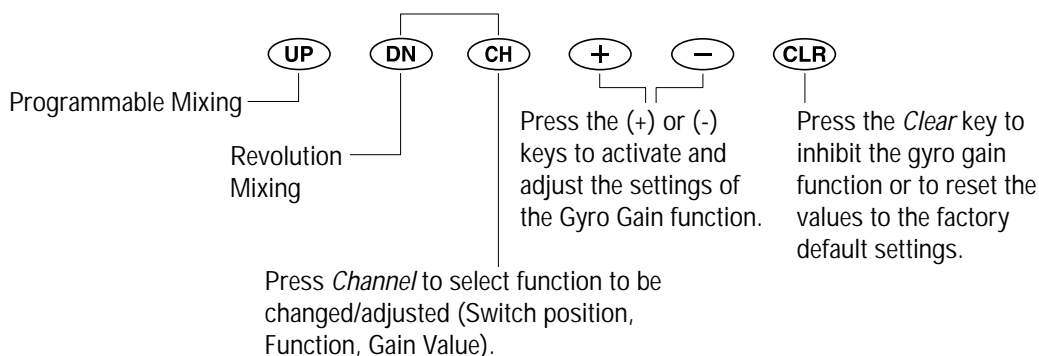 UP DN CH + − CLR
Programmable Mixing
Revolution
Mixing
Press the (+) or (-)
keys to activate and
adjust the settings of
the Gyro Gain function.
Press the Clear key to
inhibit the gyro gain
function or to reset the
values to the factory
default settings.
Press Channel to select function to be
changed/adjusted (Switch position,
Function, Gain Value).